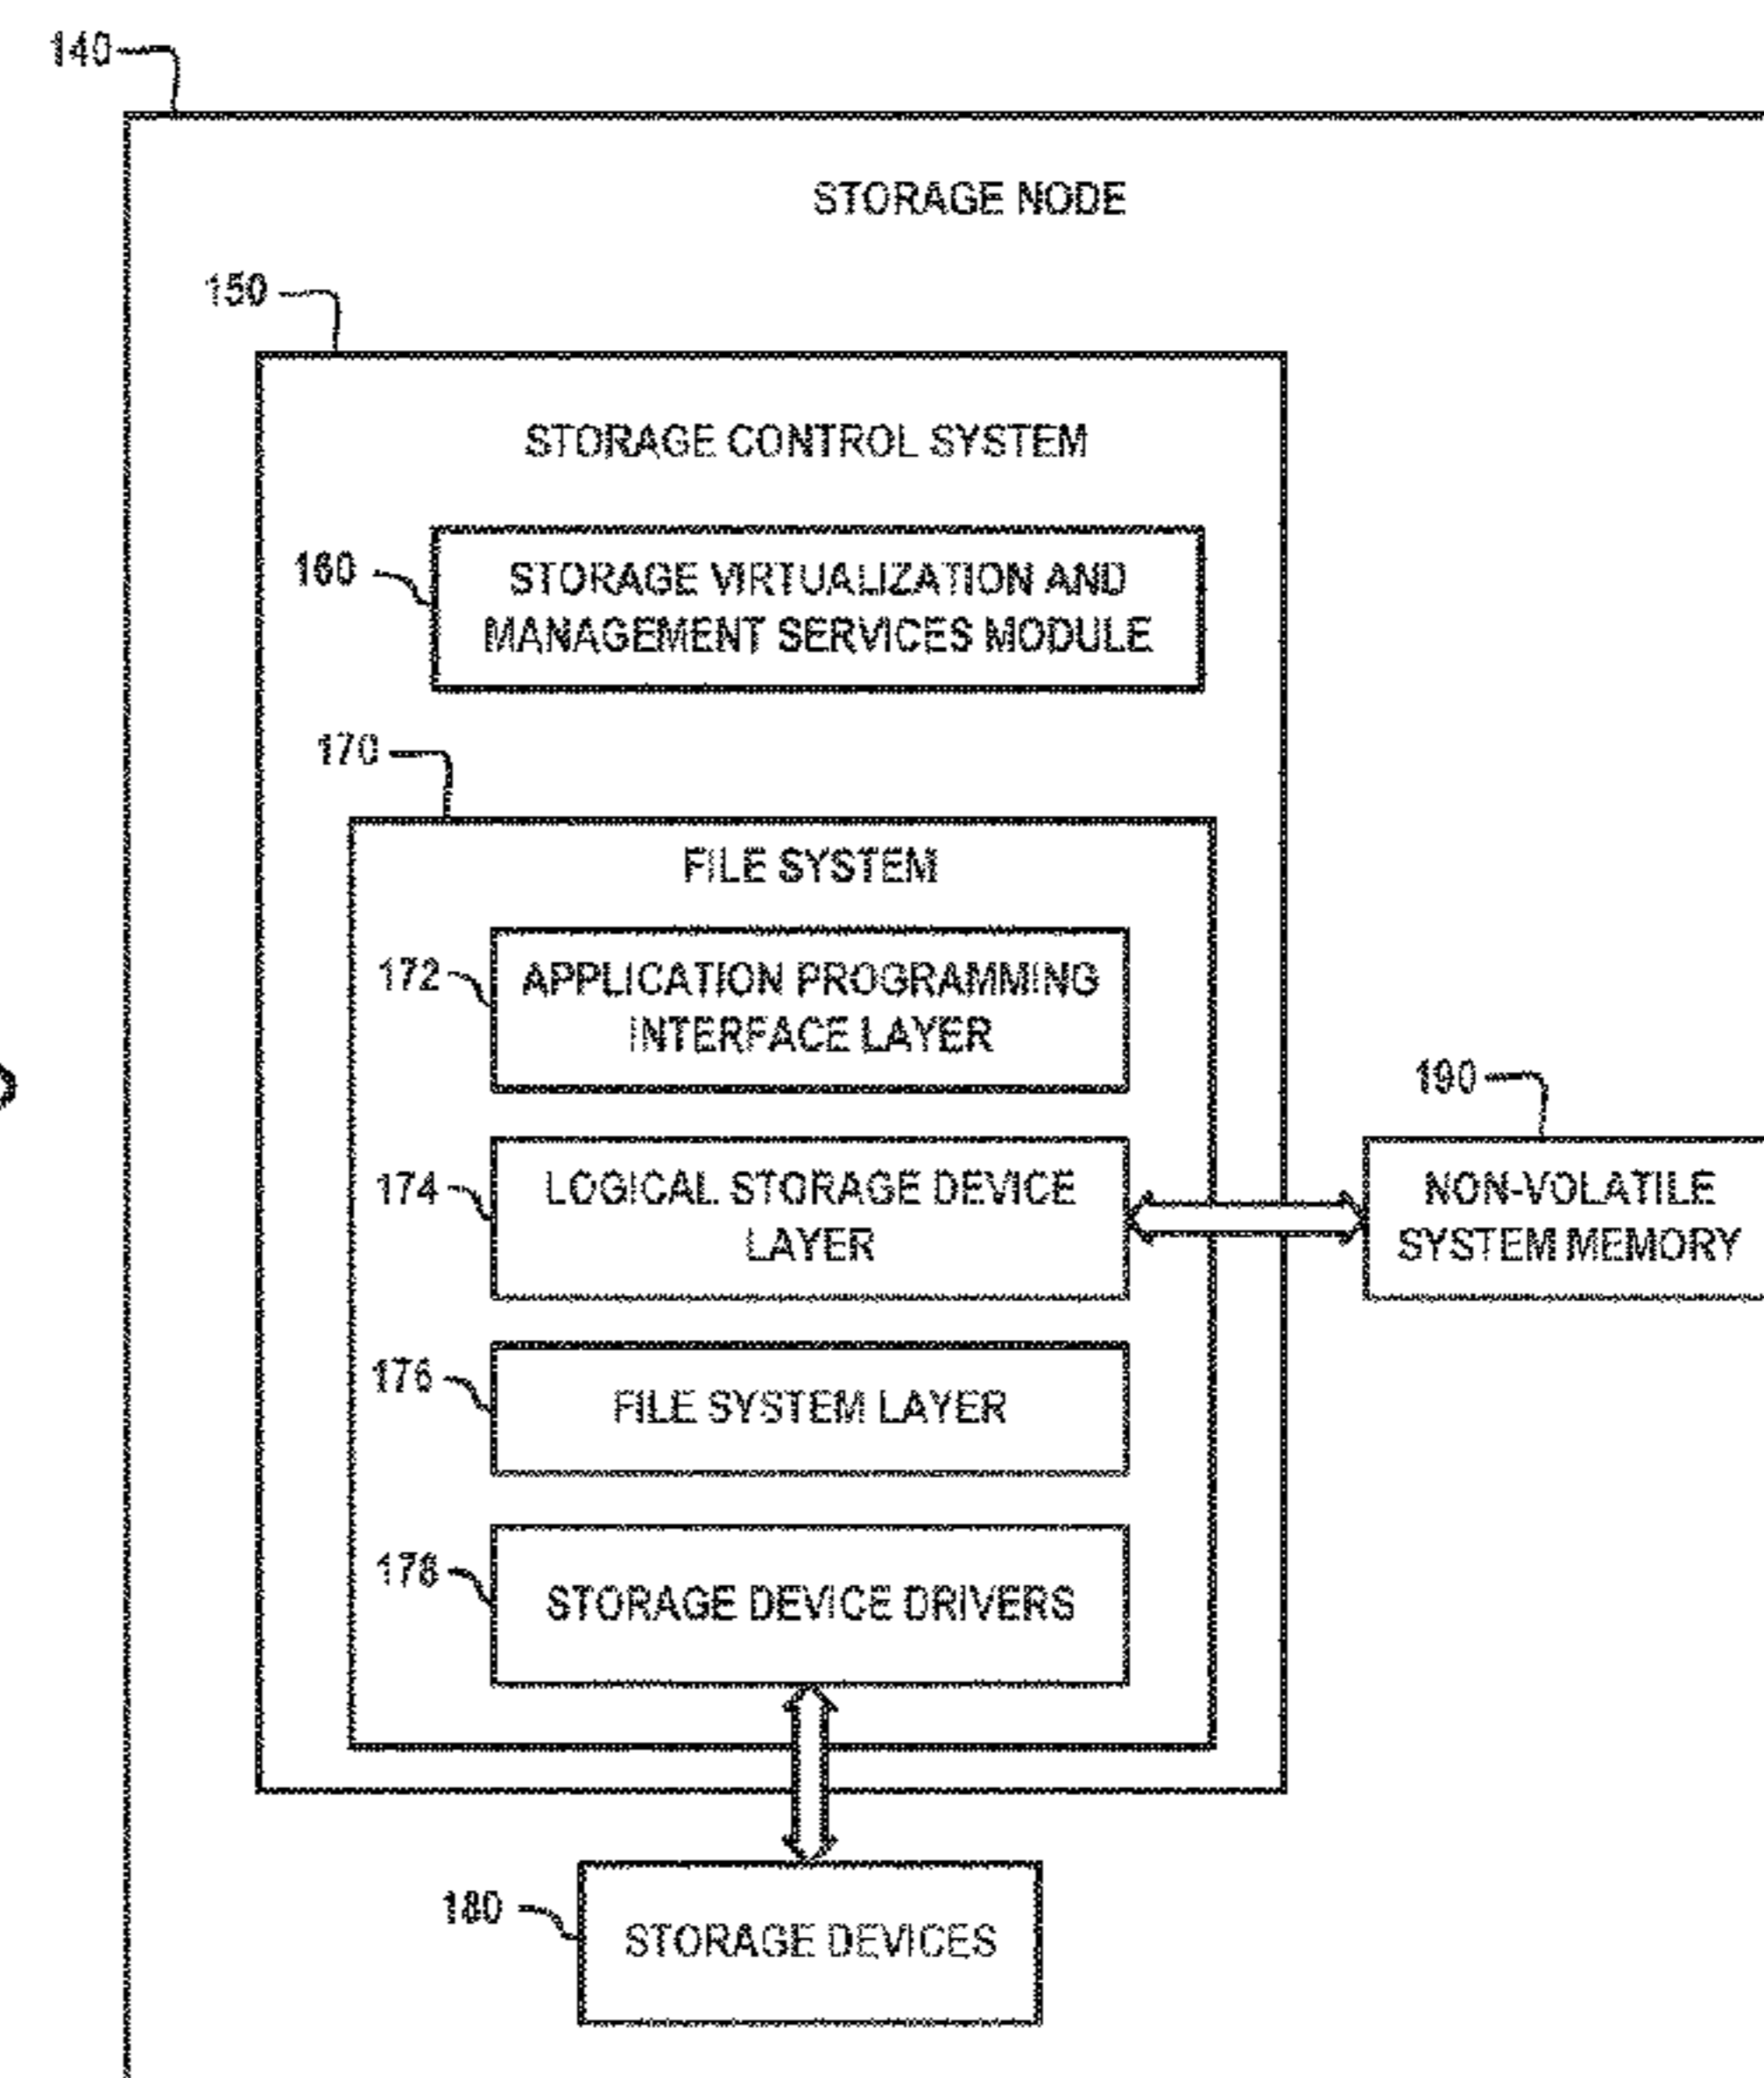 140
STORAGE NODE
150
STORAGE CONTROL SYSTEM
160
STORAGE VIRTUALIZATION AND
MANAGEMENT SERVICES MODULE
170
FILE SYSTEM
172
APPLICATION PROGRAMMING
INTERFACE LAYER
174
LOGICAL STORAGE DEVICE
LAYER
190
NON-VOLATILE
SYSTEM MEMORY
176
FILE SYSTEM LAYER
178
STORAGE DEVICE DRIVERS
180
STORAGE DEVICES